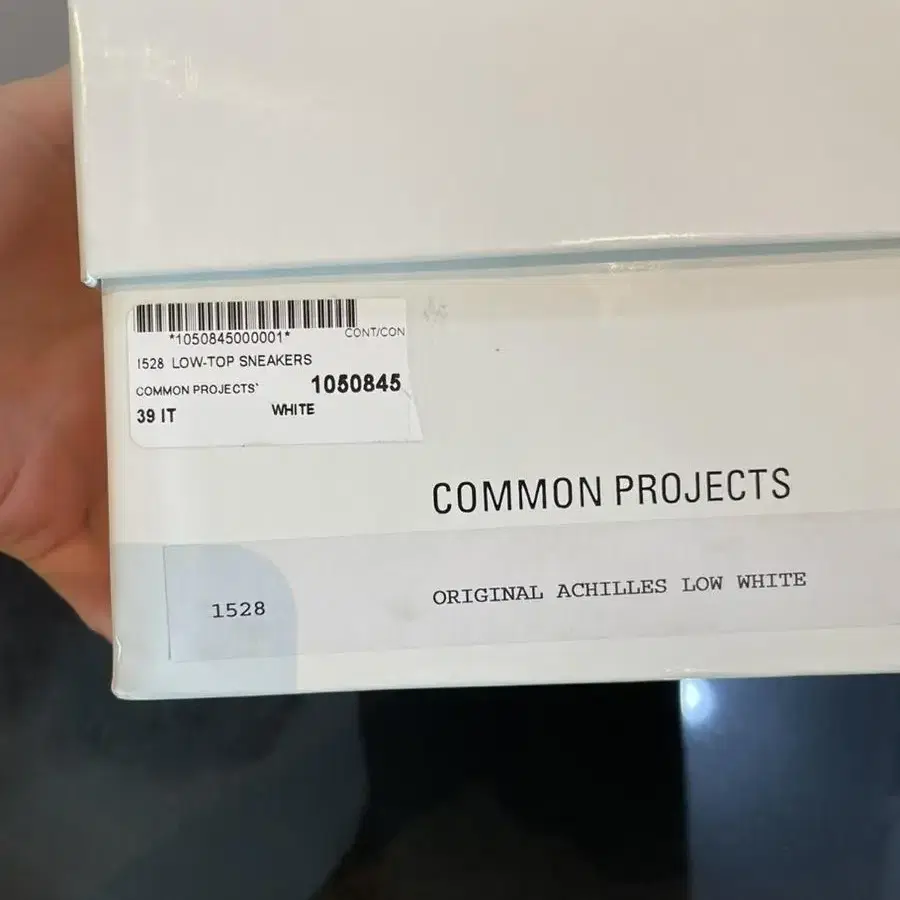 *1050845000001*
CONT/CON
1528 LOW-TOP SNEAKERS
COMMON PROJECTS' 1050845
39 IT WHITE
COMMON PROJECTS
1528 ORIGINAL ACHILLES LOW WHITE